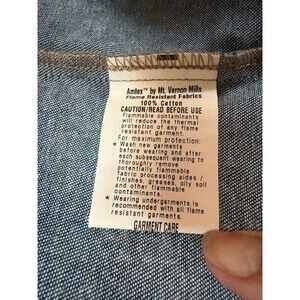 Amtex™ by Mt. Vernon Mills
Flame Resistant Fabrics
100% Cotton
CAUTION/READ BEFORE USE
Flammable contaminants
will reduce the thermal
protection of any flame
resistant garment.
For maximum protection:
* Wash new garments
before wearing and after
each subsequent wearing to
thoroughly remove
potentially flammable
fabric processing aides/
finishes, greases, oily soil
and other flammable
contaminants.
* Wearing undergarments is
recommended with all flame
resistant garments.
GARMENT CARE